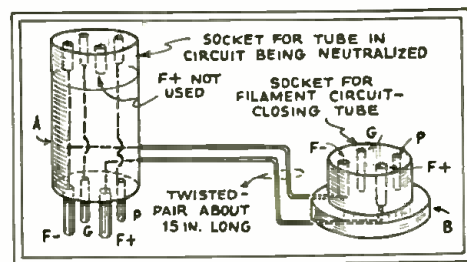 SOCKET FOR TUBE IN
CIRCUIT BEING NEUTRALIZED
F+ NOT
USED
SOCKET FOR
FILAMENT CIRCUIT-
CLOSING TUBE
A
F-
G
P
F+
TWISTED-
PAIR ABOUT
15 IN. LONG
F-
G
F+
P
B